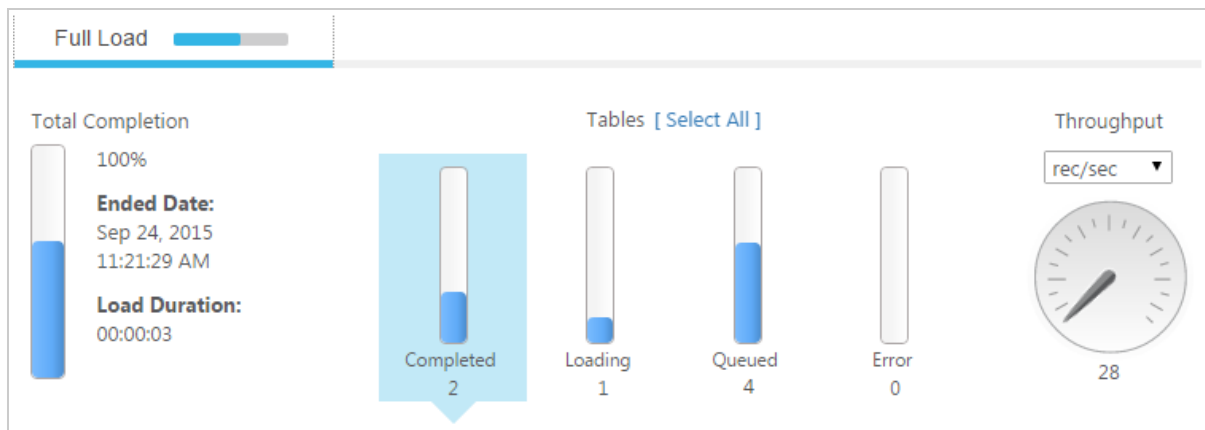 Full Load
Total Completion
100%
Ended Date:
Sep 24, 2015
11:21:29 AM
Load Duration:
00:00:03
Tables [ Select All ]
Completed
2
Loading
1
Queued
4
Error
0
Throughput
rec/sec
28